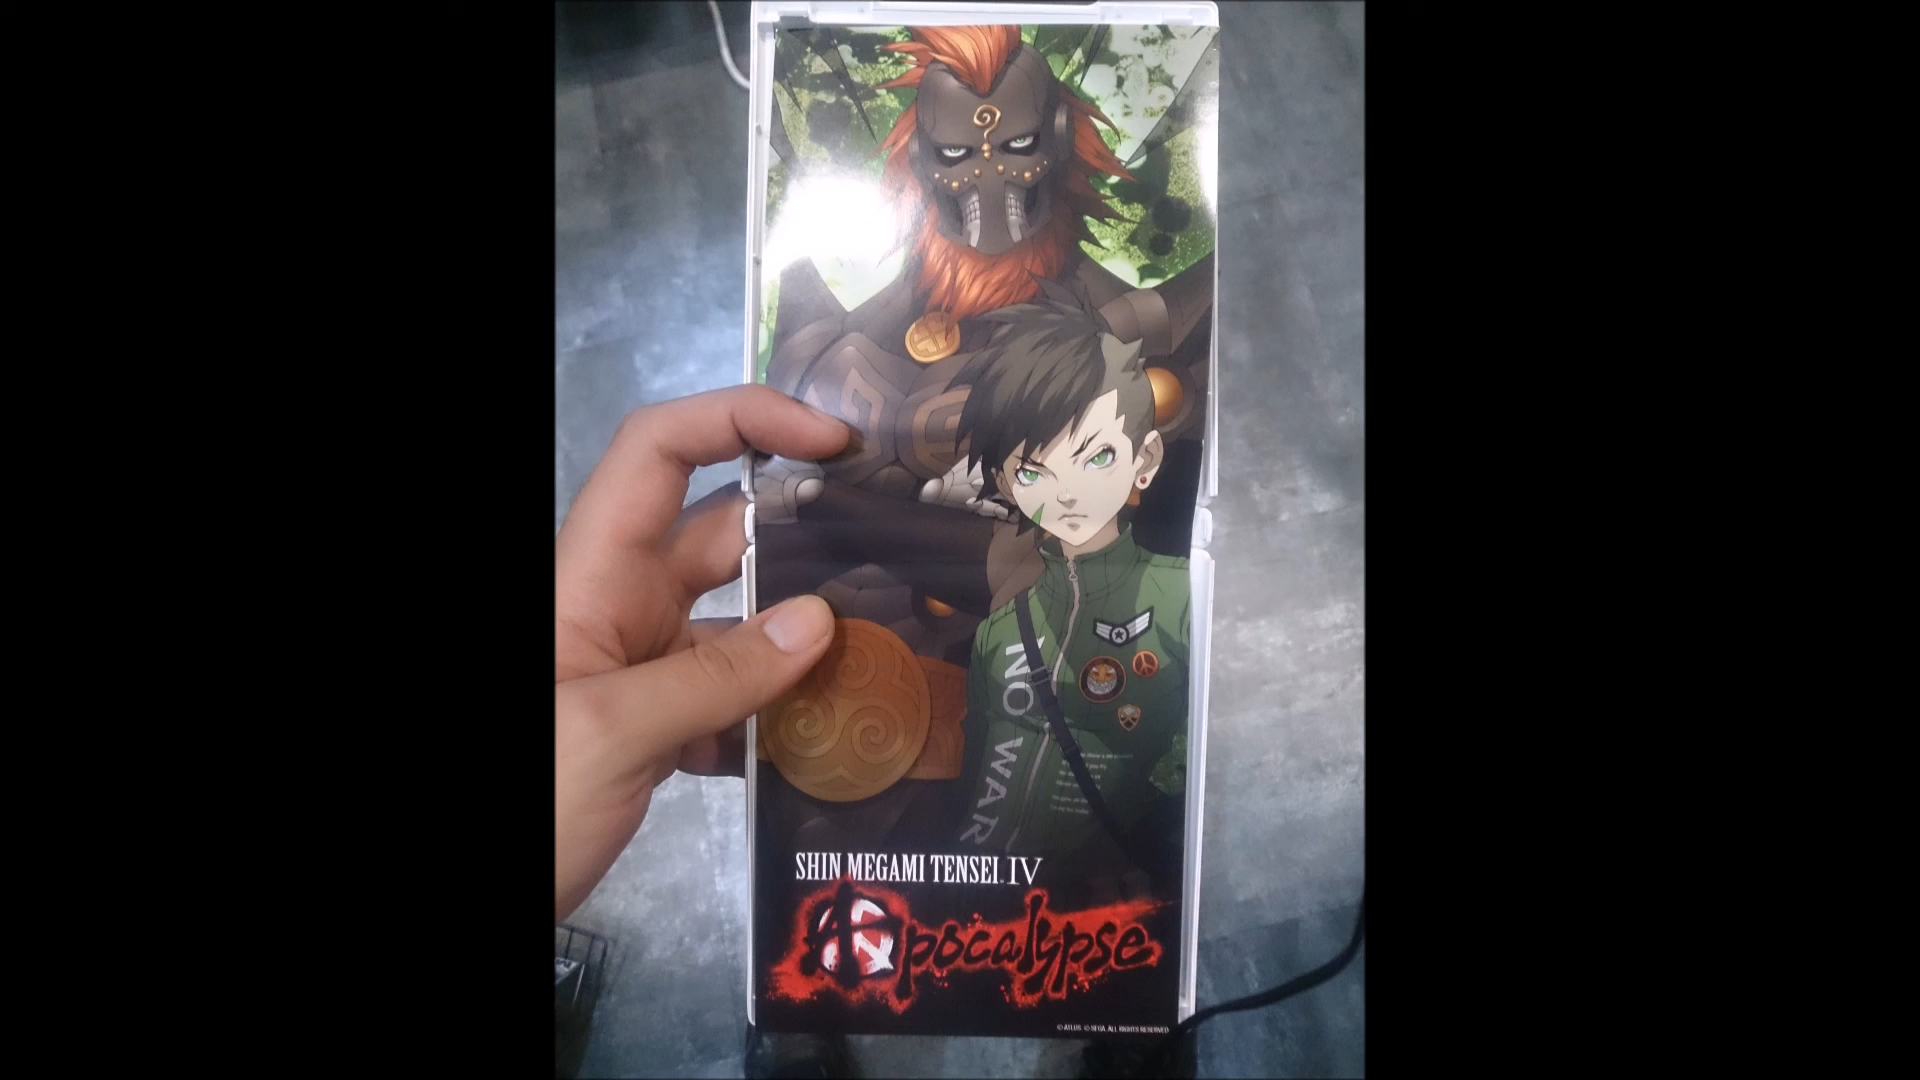 NO WAR
SHIN MEGAMI TENSEI IV
Apocalypse
© ATLUS. © SEGA. ALL RIGHTS RESERVED.